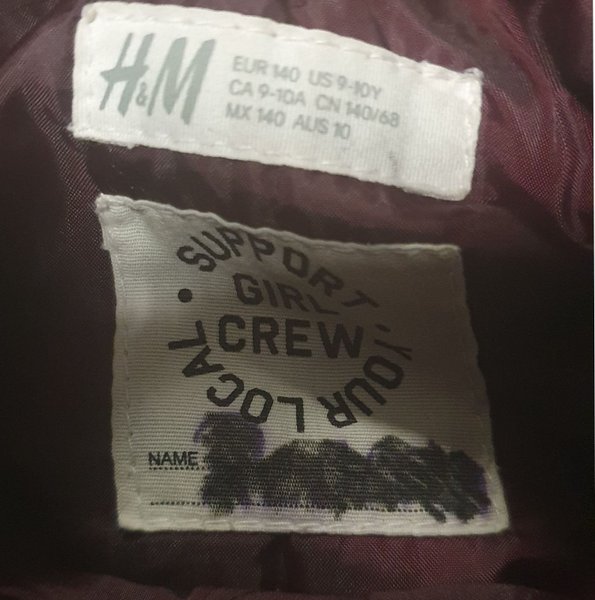 H&M
EUR 140 US 9-10Y
CA 9-10A CN 140/68
MX 140 AUS 10
SUPPORT
GIRL
CREW
YOUR LOCAL
NAME